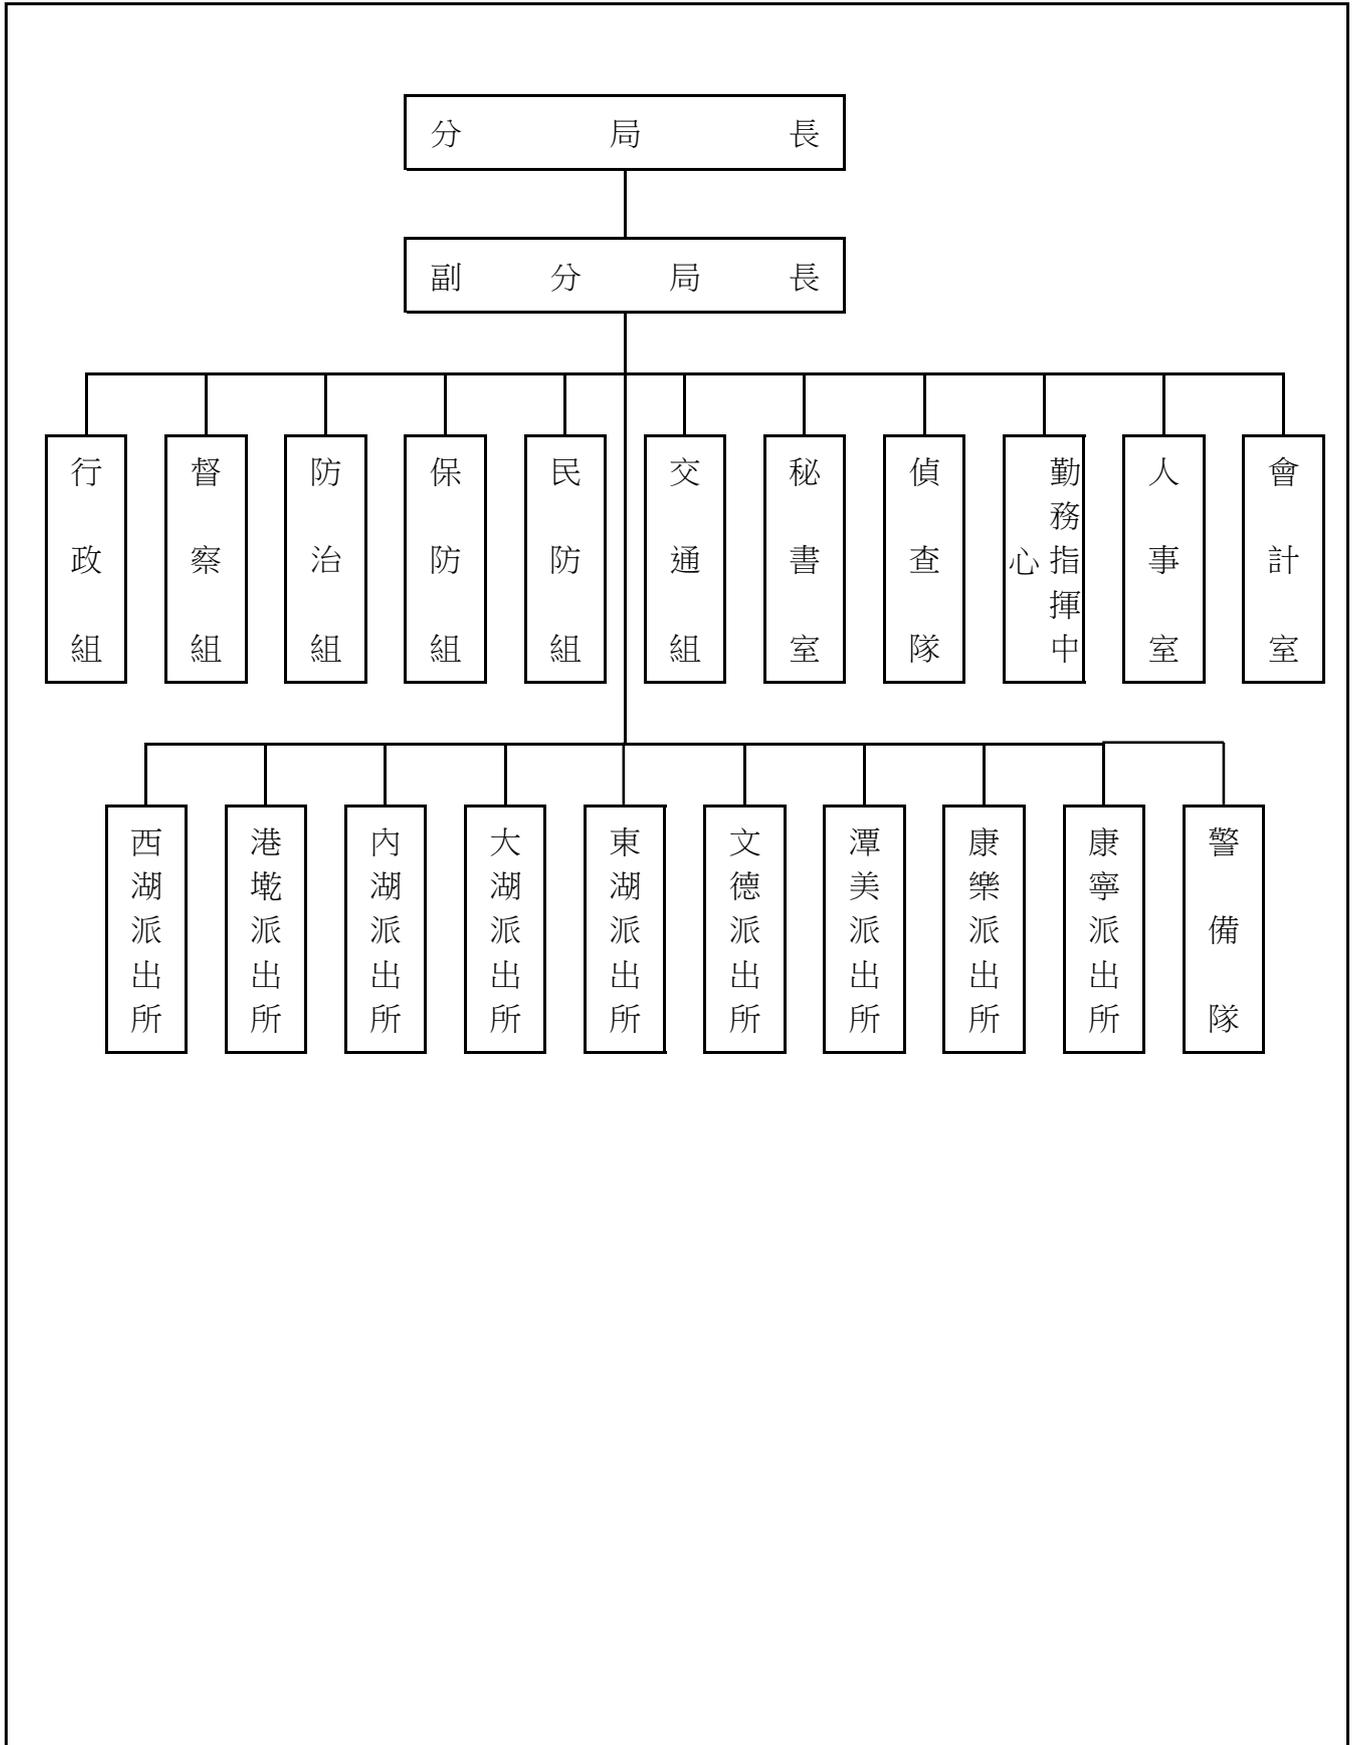 分局長
副分局長
行政組
督察組
防治組
保防組
民防組
交通組
秘書室
偵查隊
勤務指揮中
心
人事室
會計室
西湖派出所
港墘派出所
內湖派出所
大湖派出所
東湖派出所
文德派出所
潭美派出所
康樂派出所
康寧派出所
警備隊